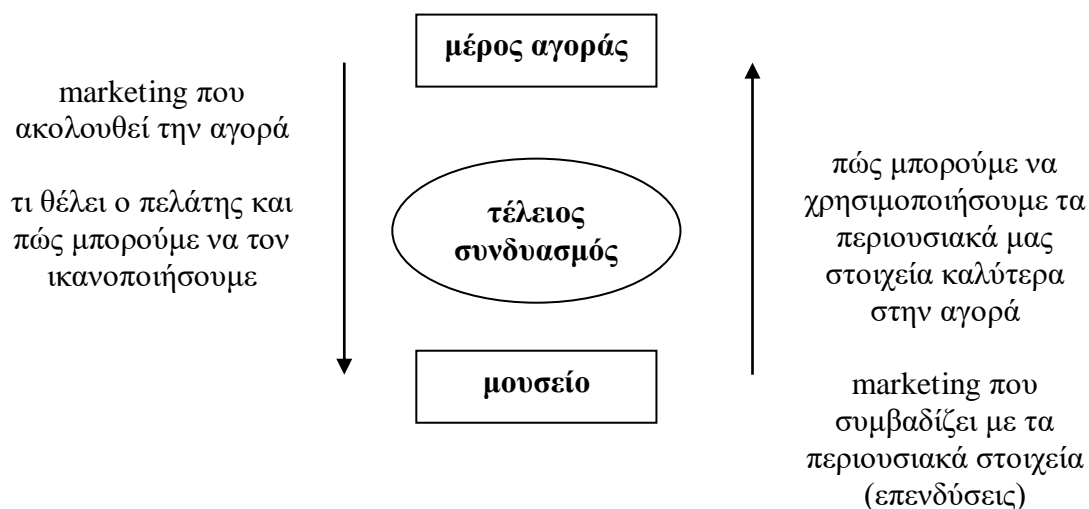 μέρος αγοράς
marketing που
ακολουθεί την αγορά
τι θέλει ο πελάτης και
πώς μπορούμε να τον
ικανοποιήσουμε
τέλειος
συνδυασμός
πώς μπορούμε να
χρησιμοποιήσουμε τα
περιουσιακά μας
στοιχεία καλύτερα
στην αγορά
μουσείο
marketing που
συμβαδίζει με τα
περιουσιακά στοιχεία
(επενδύσεις)